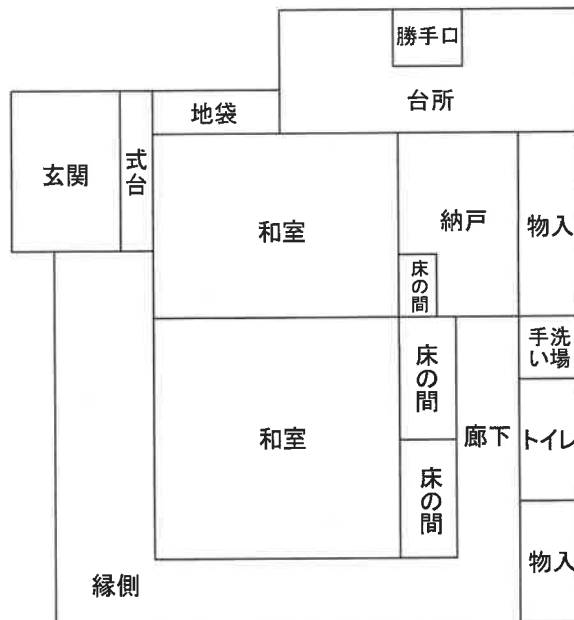 勝手口
台所
地袋
玄関
式台
和室
納戸
物入
床の間
和室
床の間
床の間
廊下
手洗い場
トイレ
物入
縁側